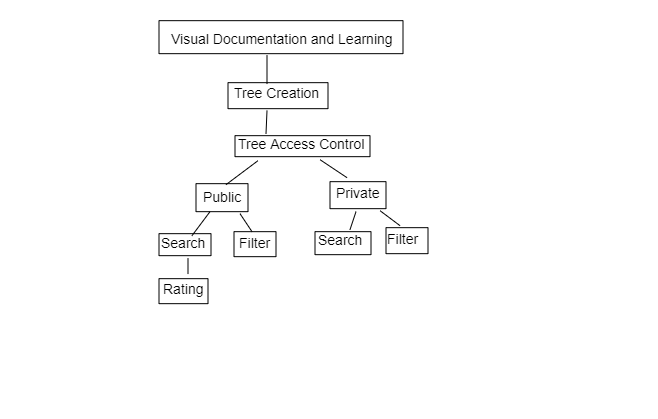 Visual Documentation and Learning
Tree Creation
Tree Access Control
Public
Private
Search
Filter
Search
Filter
Rating